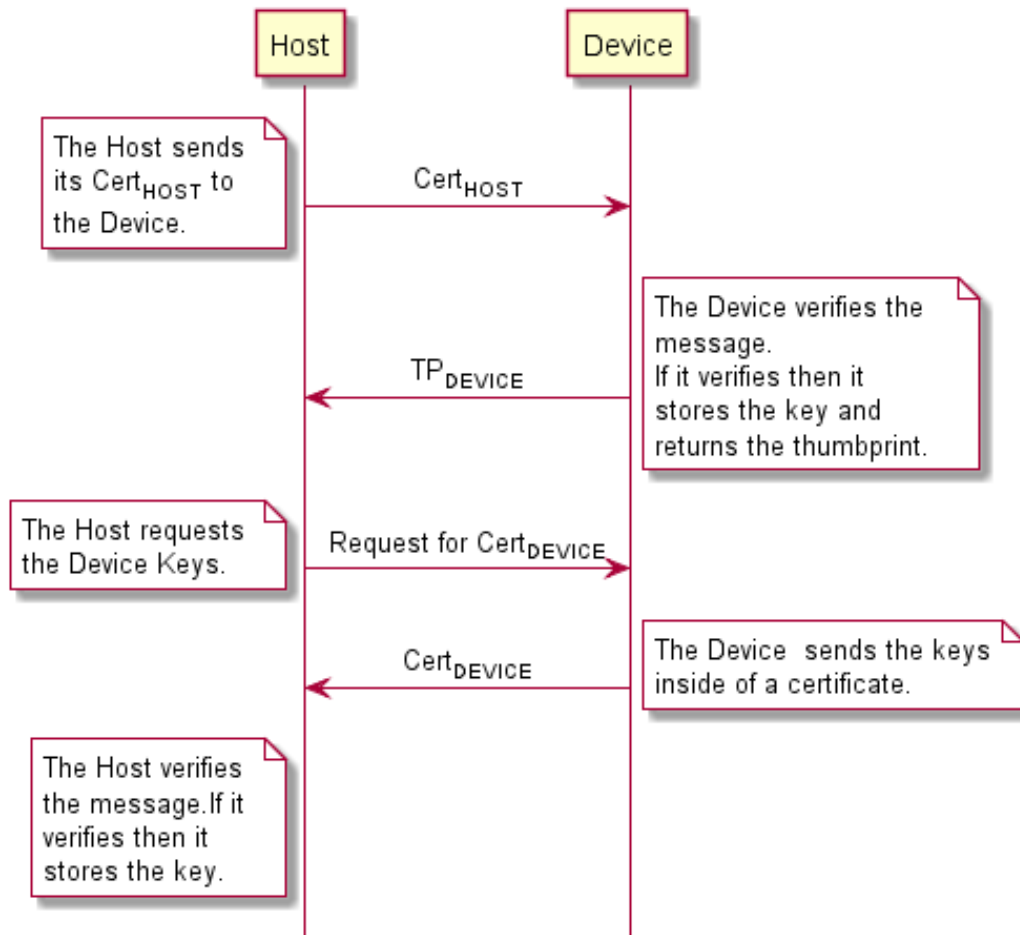 Host
Device
The Host sends
its CertHOST to
the Device.
CertHOST
The Device verifies the
message.
If it verifies then it
stores the key and
returns the thumbprint.
TPDEVICE
The Host requests
the Device Keys.
Request for CertDEVICE
The Device  sends the keys
inside of a certificate.
CertDEVICE
The Host verifies
the message.If it
verifies then it
stores the key.